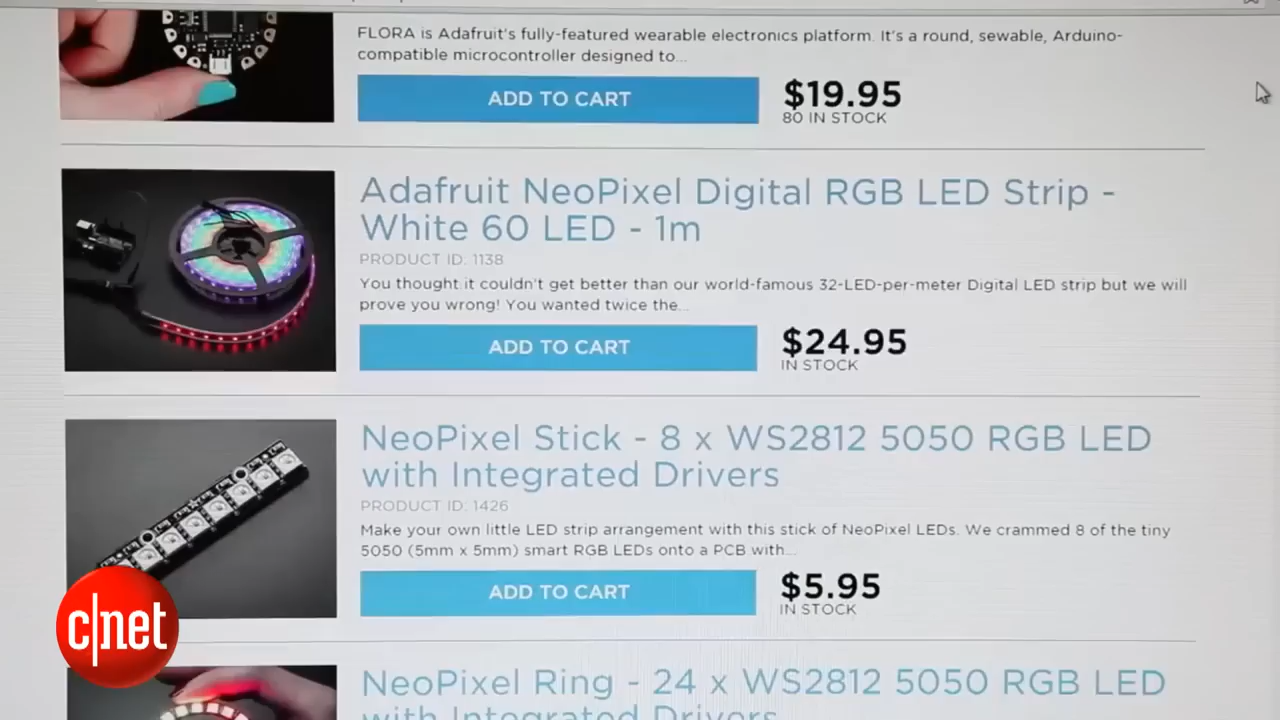 FLORA is Adafruit's fully-featured wearable electronics platform. It's a round, sewable, Arduino-
compatible microcontroller designed to...
ADD TO CART
$19.95
80 IN STOCK
Adafruit NeoPixel Digital RGB LED Strip -
White 60 LED - 1m
PRODUCT ID: 1138
You thought it couldn't get better than our world-famous 32-LED-per-meter Digital LED strip but we will
prove you wrong! You wanted twice the...
ADD TO CART
$24.95
IN STOCK
NeoPixel Stick - 8 x WS2812 5050 RGB LED
with Integrated Drivers
PRODUCT ID: 1426
Make your own little LED strip arrangement with this stick of NeoPixel LEDs. We crammed 8 of the tiny
5050 (5mm x 5mm) smart RGB LEDs onto a PCB with...
ADD TO CART
$5.95
IN STOCK
c|net
NeoPixel Ring - 24 x WS2812 5050 RGB LED
with Integrated Drivers